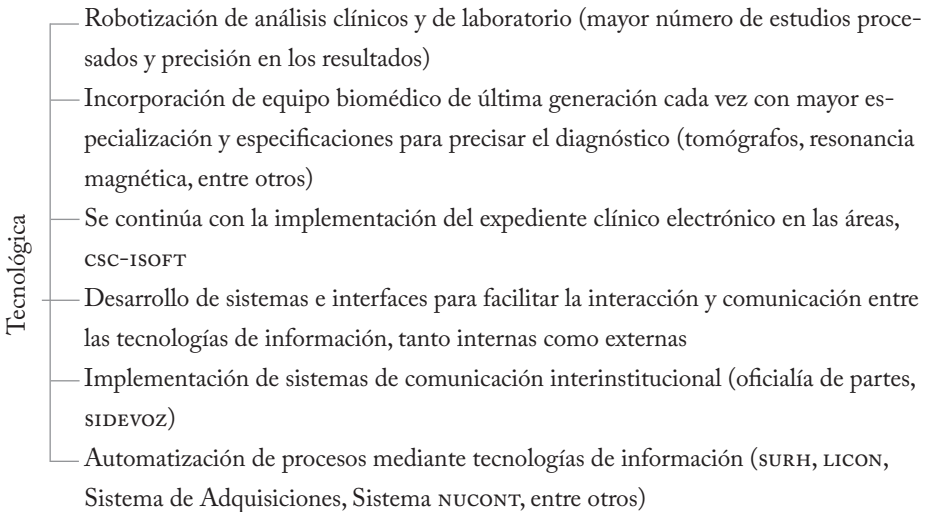 Tecnológica
Robotización de análisis clínicos y de laboratorio (mayor número de estudios proce-
sados y precisión en los resultados)
Incorporación de equipo biomédico de última generación cada vez con mayor es-
pecialización y especificaciones para precisar el diagnóstico (tomógrafos, resonancia
magnética, entre otros)
Se continúa con la implementación del expediente clínico electrónico en las áreas,
CSC-ISOFT
Desarrollo de sistemas e interfaces para facilitar la interacción y comunicación entre
las tecnologías de información, tanto internas como externas
Implementación de sistemas de comunicación interinstitucional (oficialía de partes,
SIDEVOZ)
Automatización de procesos mediante tecnologías de información (SURH, LICON,
Sistema de Adquisiciones, Sistema NUCONT, entre otros)